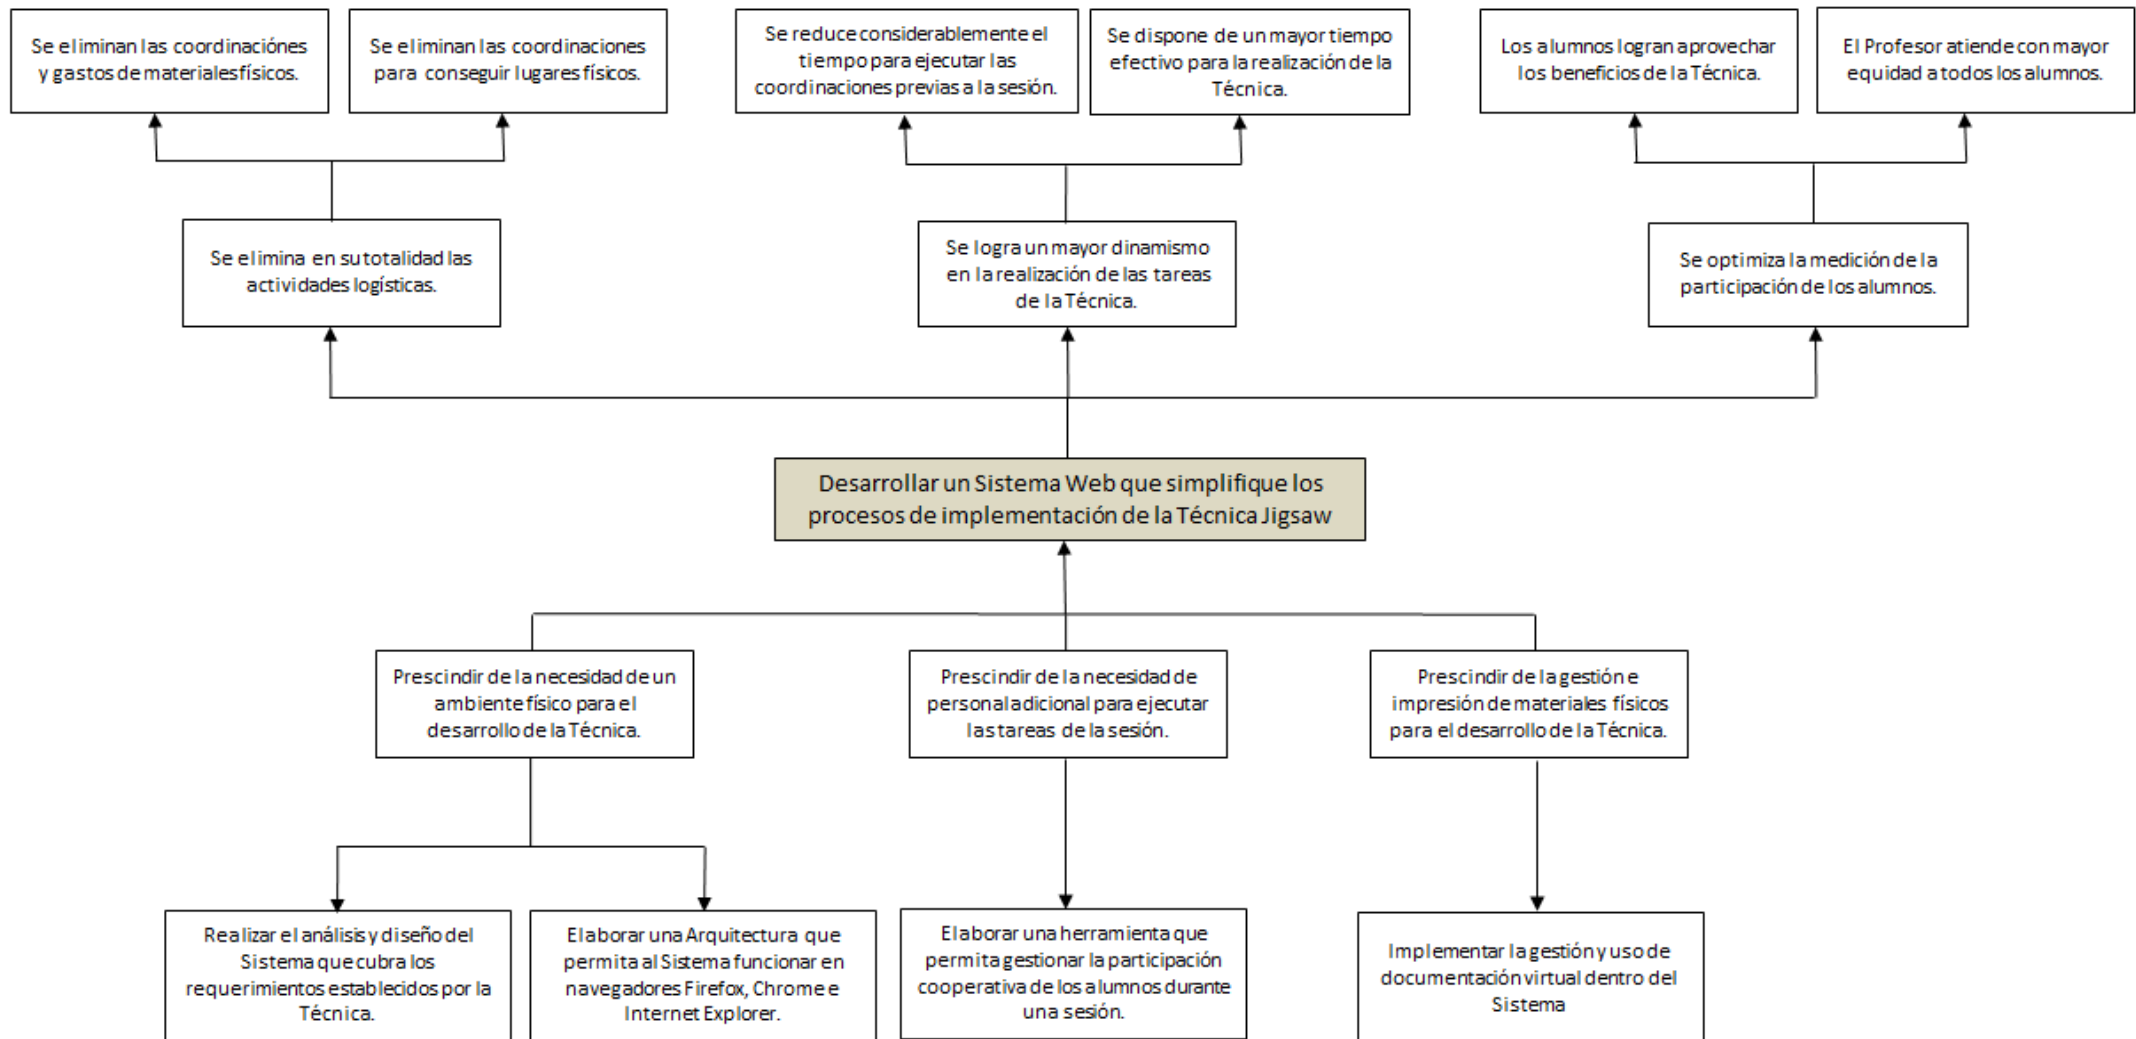 Se eliminan las coordinaciónes
y gastos de materiales físicos.
Se eliminan las coordinaciones
para conseguir lugares físicos.
Se reduce considerablemente el
tiempo para ejecutar las
coordinaciones previas a la sesión.
Se dispone de un mayor tiempo
efectivo para la realización de la
Técnica.
Los alumnos logran aprovechar
los beneficios de la Técnica.
El Profesor atiende con mayor
equidad a todos los alumnos.
Se elimina en su totalidad las
actividades logísticas.
Se logra un mayor dinamismo
en la realización de las tareas
de la Técnica.
Se optimiza la medición de la
participación de los alumnos.
Desarrollar un Sistema Web que simplifique los
procesos de implementación de la Técnica Jigsaw
Prescindir de la necesidad de un
ambiente físico para el
desarrollo de la Técnica.
Prescindir de la necesidad de
personal adicional para ejecutar
las tareas de la sesión.
Prescindir de la gestión e
impresión de materiales físicos
para el desarrollo de la Técnica.
Realizar el análisis y diseño del
Sistema que cubra los
requerimientos establecidos por la
Técnica.
Elaborar una Arquitectura que
permita al Sistema funcionar en
navegadores Firefox, Chrome e
Internet Explorer.
Elaborar una herramienta que
permita gestionar la participación
cooperativa de los alumnos durante
una sesión.
Implementar la gestión y uso de
documentación virtual dentro del
Sistema